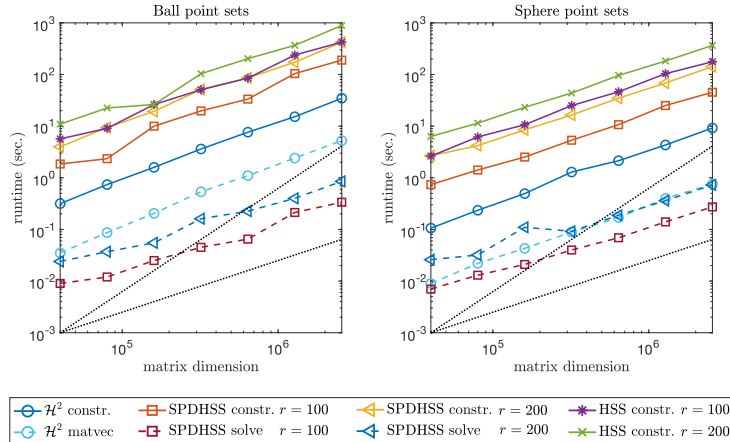 Ball point sets
Sphere point sets
runtime (sec.)
10³
10²
10¹
10⁰
10⁻¹
10⁻²
10⁻³
10⁵
10⁶
matrix dimension
runtime (sec.)
10³
10²
10¹
10⁰
10⁻¹
10⁻²
10⁻³
10⁵
10⁶
matrix dimension
ℋ² constr.
SPDHSS constr. r = 100
SPDHSS constr. r = 200
HSS constr. r = 100
ℋ² matvec
SPDHSS solve r = 100
SPDHSS solve r = 200
HSS constr. r = 200